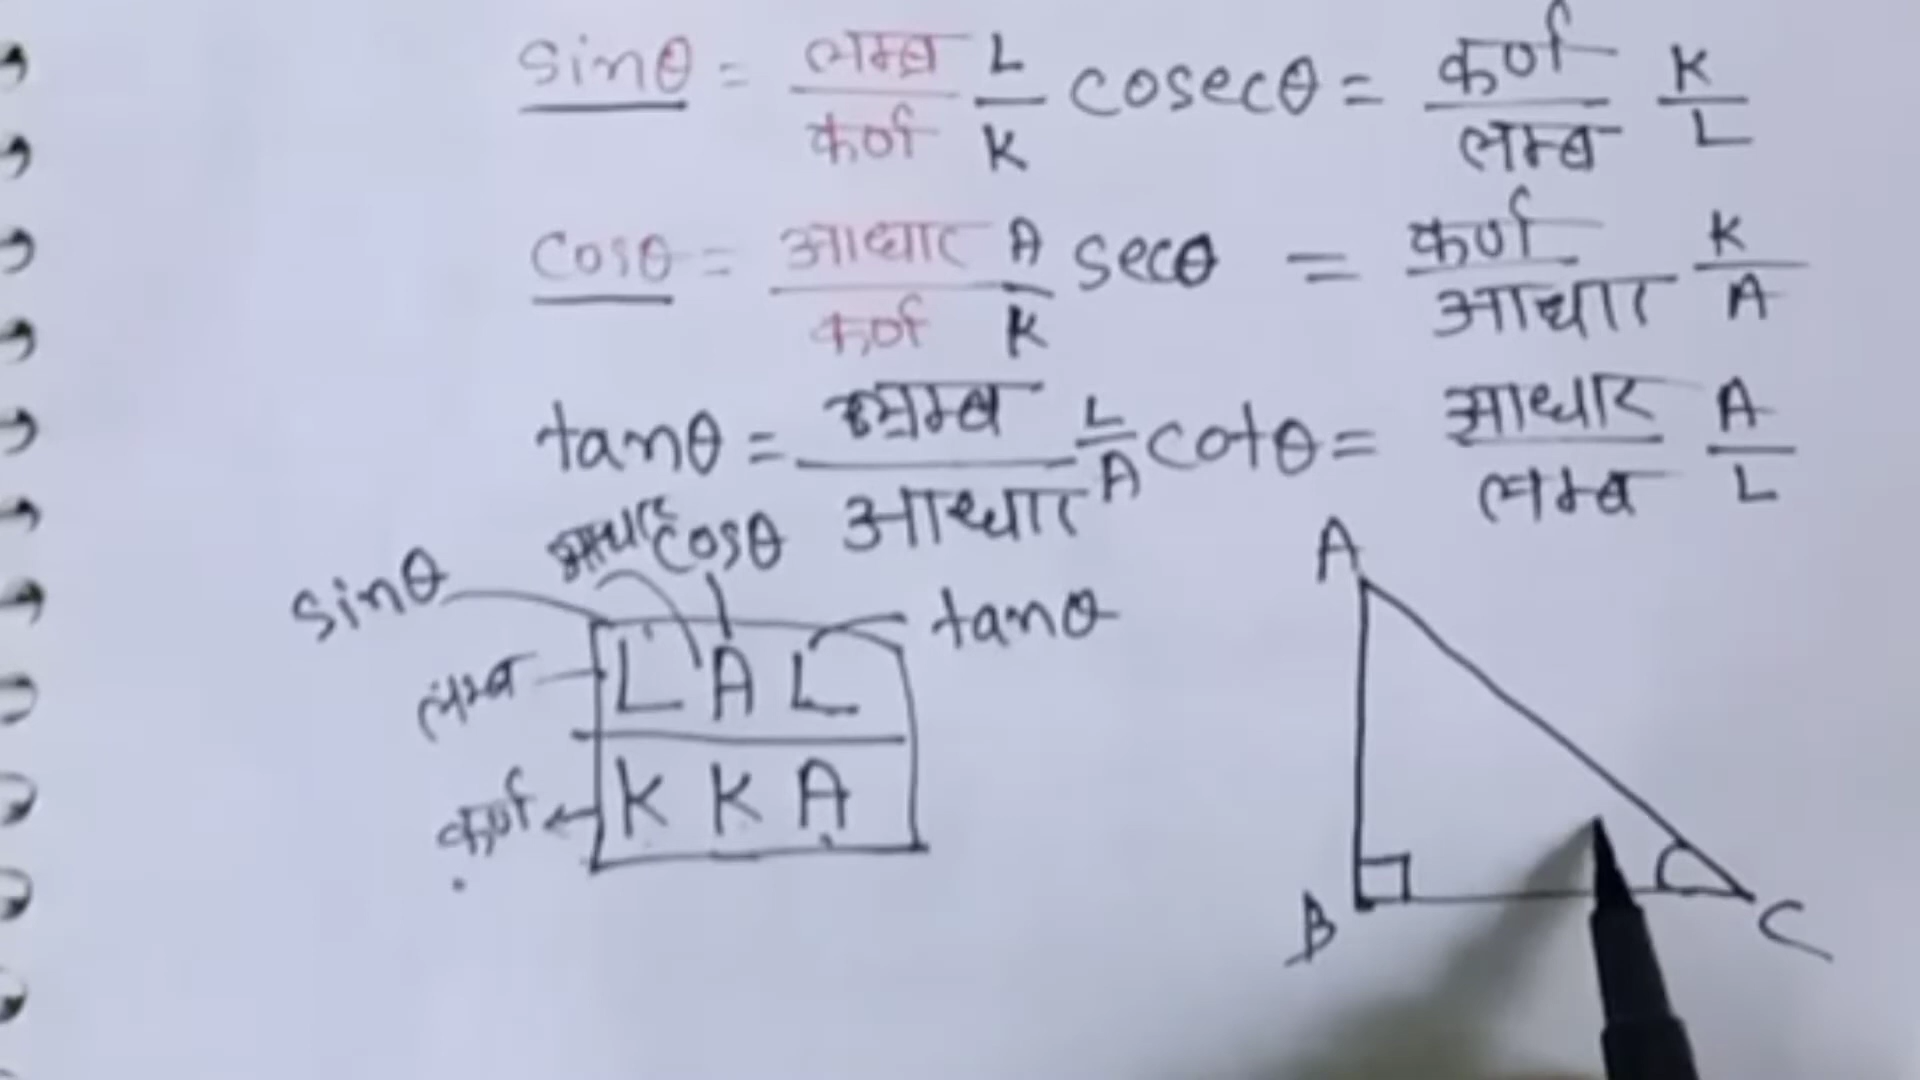 sinθ = लम्ब/कर्ण L/K cosecθ = कर्ण/लम्ब K/L
cosθ = आधार/कर्ण A/K secθ = कर्ण/आधार K/A
tanθ = लम्ब/आधार L/A cotθ = आधार/लम्ब A/L
sinθ आधार cosθ tanθ
लम्ब L A L
कर्ण K K A
A
B C